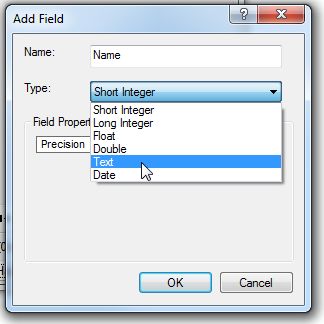 Add Field
?
Name:
Name
Type:
Short Integer
Short Integer
Long Integer
Float
Double
Text
Date
Field Propert
Precision
OK
Cancel